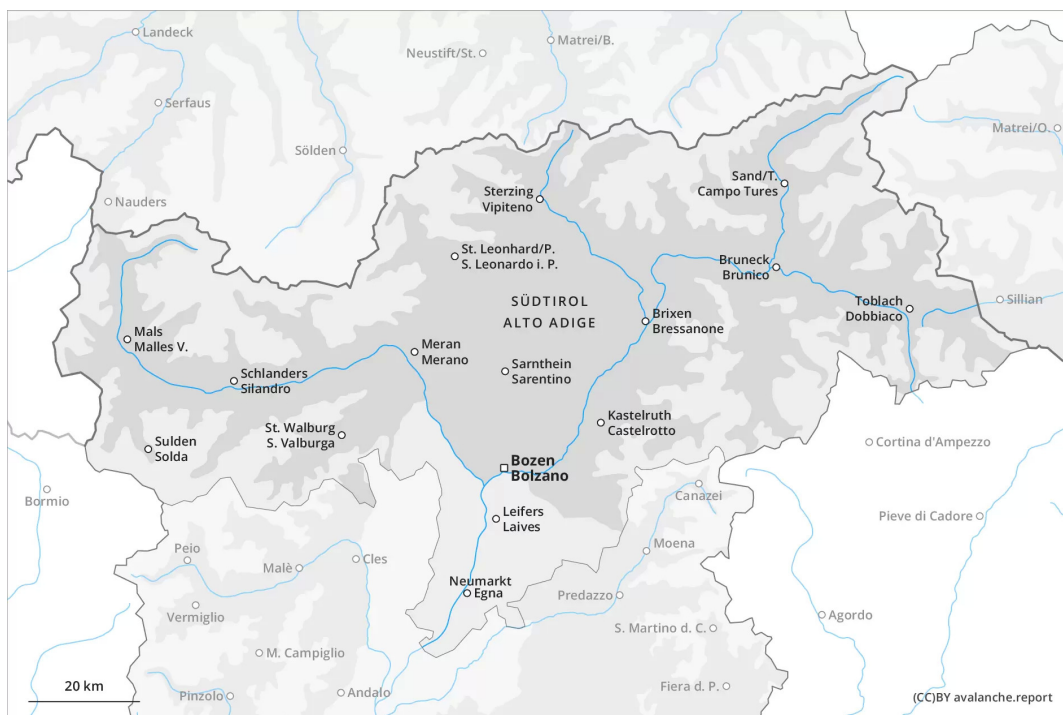 Landeck
Matrei/B.
Neustift/St.
Serfaus
Matrei/O.
Sölden
Sand/T.
Campo Tures
Sterzing
Vipiteno
Nauders
St. Leonhard/P.
S. Leonardo i. P.
Bruneck
Brunico
SÜDTIROL
ALTO ADIGE
Toblach
Dobbiaco
Sillian
Brixen
Bressanone
Mals
Malles V.
Meran
Merano
Sarnthein
Sarentino
Schlanders
Silandro
Kastelruth
Castelrotto
St. Walburg
S. Valburga
Sulden
Solda
Cortina d'Ampezzo
Bozen
Bolzano
Bormio
Canazei
Leifers
Laives
Pieve di Cadore
Peio
Cles
Moena
Malè
Neumarkt
Egna
Predazzo
Vermiglio
Agordo
S. Martino d. C.
M. Campiglio
Fiera d. P.
20 km
Pinzolo
Andalo
(CC)BY avalanche.report